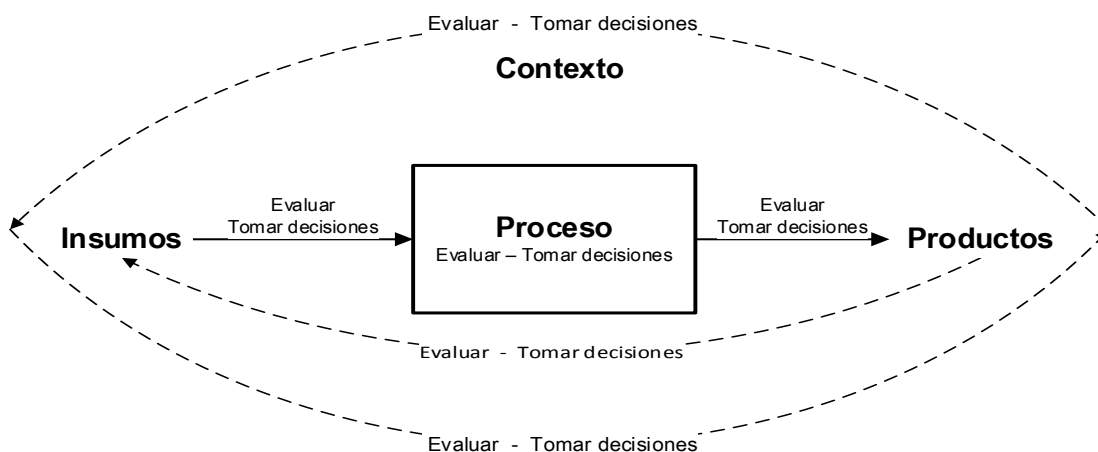 Evaluar - Tomar decisiones
Contexto
Evaluar
Tomar decisiones
Evaluar
Tomar decisiones
Insumos
Proceso
Evaluar – Tomar decisiones
Productos
Evaluar - Tomar decisiones
Evaluar - Tomar decisiones